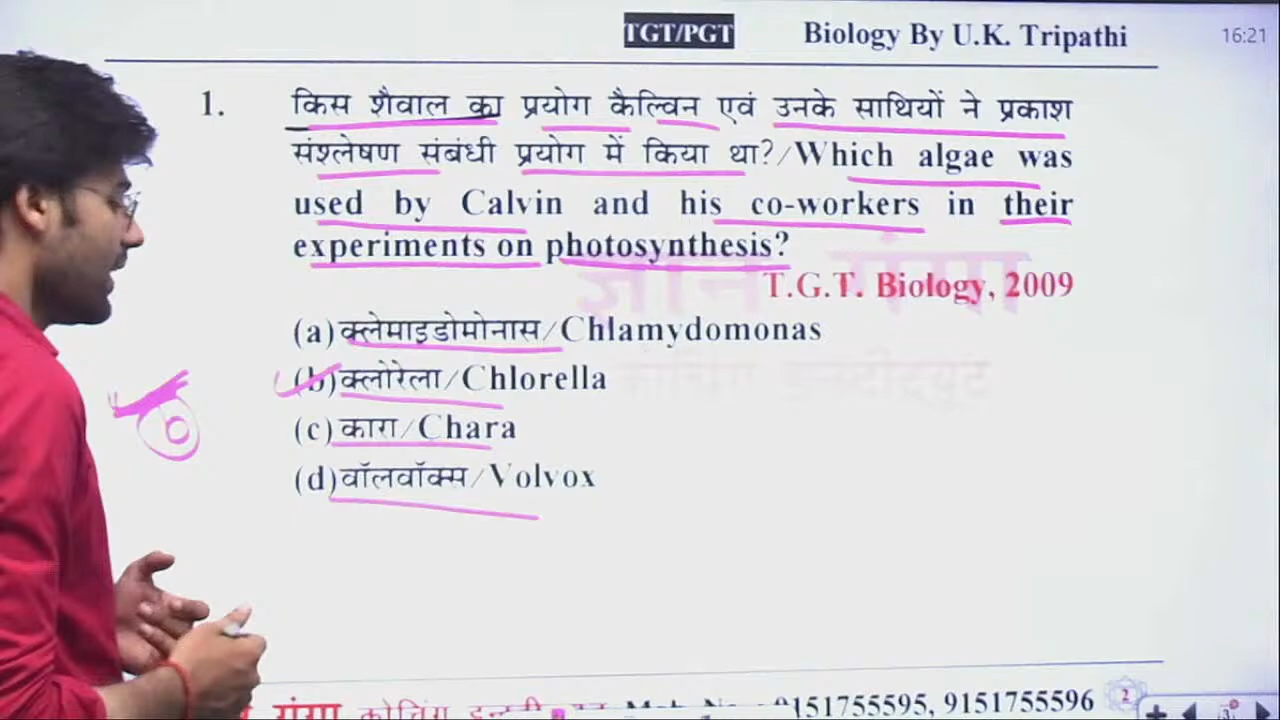 TGT/PGT Biology By U.K. Tripathi 16:21
1. किस शैवाल का प्रयोग कैल्विन एवं उनके साथियों ने प्रकाश
संश्लेषण संबंधी प्रयोग में किया था?/Which algae was
used by Calvin and his co-workers in their
experiments on photosynthesis?
ज्ञान गंगा
T.G.T. Biology, 2009
(a) क्लेमाइडोमोनास/Chlamydomonas
(b) क्लोरेला/Chlorella
कोचिंग इन्स्टीट्यूट
(c) कारा/Chara
(d) वॉलवॉक्स/Volvox
गंगा कोचिंग 9151755595, 9151755596 2